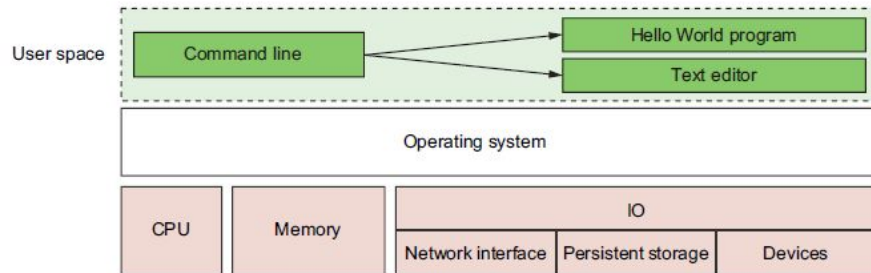 User space
Command line
Hello World program
Text editor
Operating system
CPU
Memory
IO
Network interface
Persistent storage
Devices